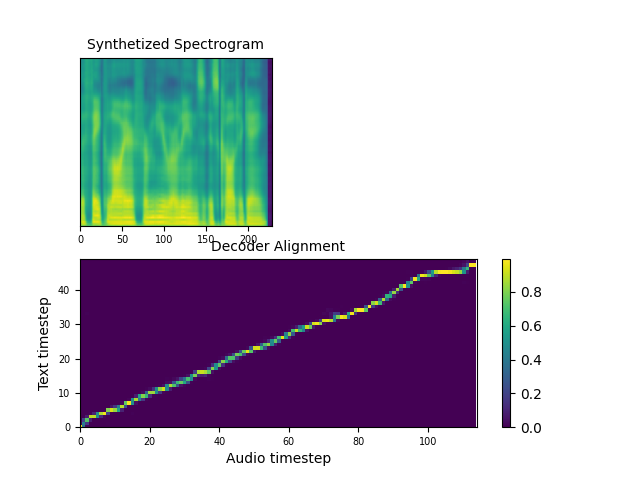 Synthetized Spectrogram
0 50 100 150 200
Decoder Alignment
40
30
20
10
0
Text timestep
0 20 40 60 80 100
Audio timestep
0.8
0.6
0.4
0.2
0.0